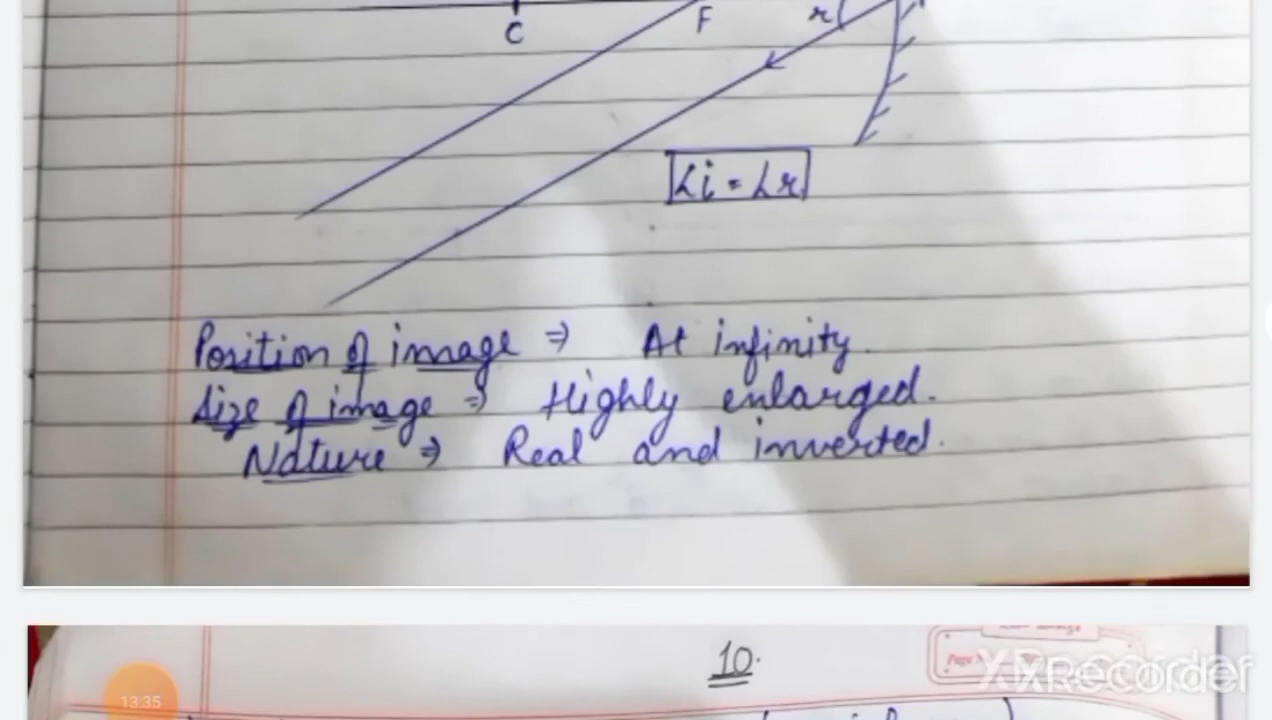 C F r
∠i = ∠r
Position of image ⇒ At infinity.
Size of image ⇒ Highly enlarged.
Nature ⇒ Real and inverted.
10.
XRecorder
13:35